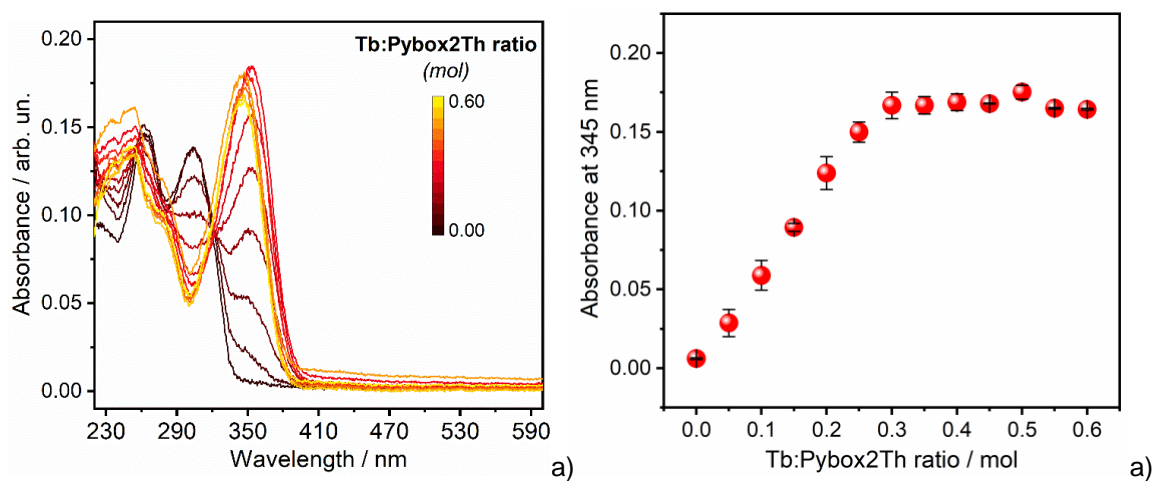 0.20
0.15
0.10
0.05
0.00
Absorbance / arb. un.
Tb:Pybox2Th ratio
(mol)
0.60
0.00
230 290 350 410 470 530 590
Wavelength / nm
a)
0.20
0.15
0.10
0.05
0.00
Absorbance at 345 nm
0.0 0.1 0.2 0.3 0.4 0.5 0.6
Tb:Pybox2Th ratio / mol
a)